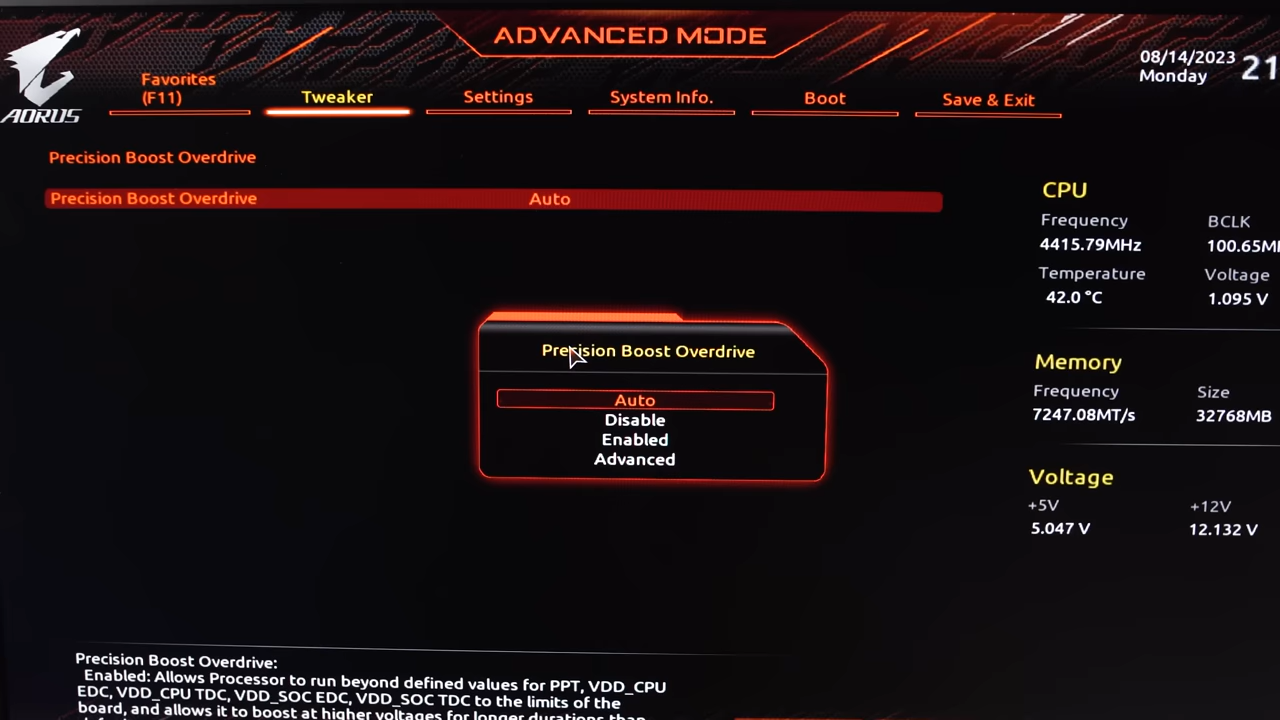 ADVANCED MODE
08/14/2023
Monday
21
AORUS
Favorites
(F11)
Tweaker
Settings
System Info.
Boot
Save & Exit
Precision Boost Overdrive
Precision Boost Overdrive Auto
Precision Boost Overdrive
Auto
Disable
Enabled
Advanced
CPU
Frequency BCLK
4415.79MHz 100.65M
Temperature Voltage
42.0 °C 1.095 V
Memory
Frequency Size
7247.08MT/s 32768MB
Voltage
+5V +12V
5.047 V 12.132 V
Precision Boost Overdrive:
Enabled: Allows Processor to run beyond defined values for PPT, VDD_CPU
EDC, VDD_CPU TDC, VDD_SOC EDC, VDD_SOC TDC to the limits of the
board, and allows it to boost at higher voltages for longer durations than